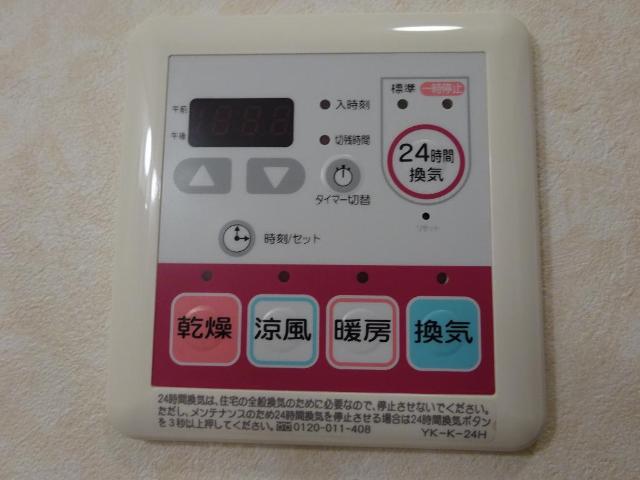 標準 一時停止
午前
1888
入時刻
午後
切残時間
24時間
換気
タイマー切替
リセット
時刻/セット
乾燥 涼風 暖房 換気
24時間換気は、住宅の全般換気のために必要なので、停止させないでください。
ただし、メンテナンスのため24時間換気を停止させる場合は24時間換気ボタン
を3秒以上押してください。 0120-011-408
YK-K-24H